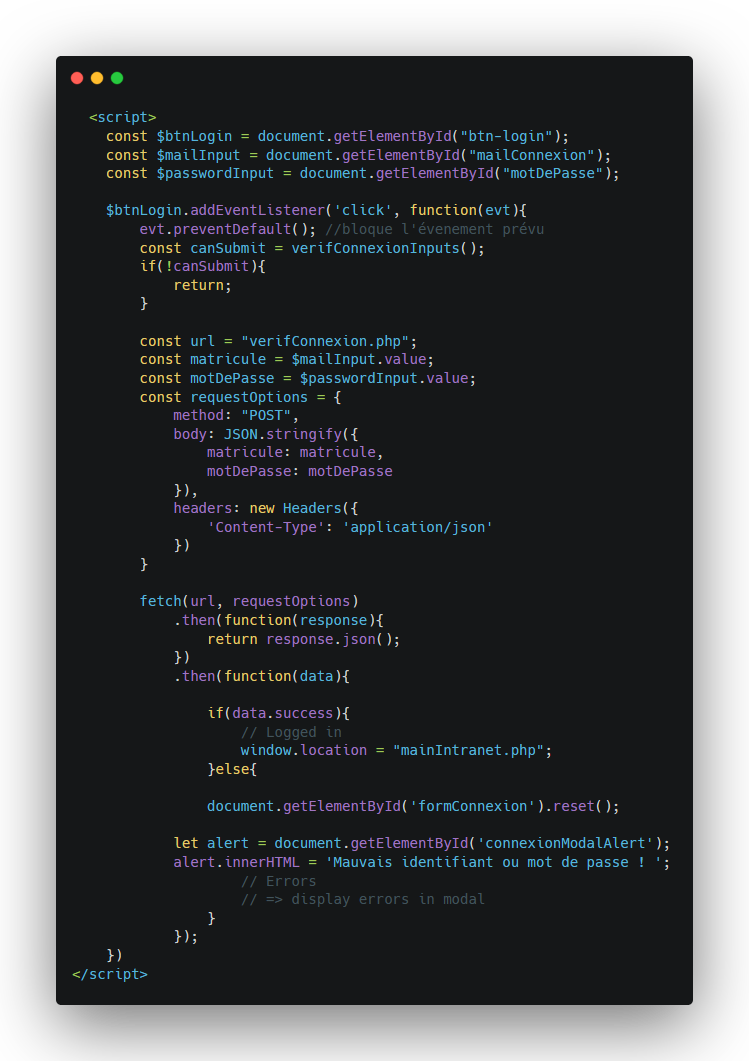 <script>
const $btnLogin = document.getElementById("btn-login");
const $mailInput = document.getElementById("mailConnexion");
const $passwordInput = document.getElementById("motDePasse");
$btnLogin.addEventListener('click', function(evt){
evt.preventDefault(); //bloque l'évenement prévu
const canSubmit = verifConnexionInputs();
if(!canSubmit){
return;
}
const url = "verifConnexion.php";
const matricule = $mailInput.value;
const motDePasse = $passwordInput.value;
const requestOptions = {
method: "POST",
body: JSON.stringify({
matricule: matricule,
motDePasse: motDePasse
}),
headers: new Headers({
'Content-Type': 'application/json'
})
}
fetch(url, requestOptions)
.then(function(response){
return response.json();
})
.then(function(data){
if(data.success){
// Logged in
window.location = "mainIntranet.php";
}else{
document.getElementById('formConnexion').reset();
let alert = document.getElementById('connexionModalAlert');
alert.innerHTML = 'Mauvais identifiant ou mot de passe ! ';
// Errors
// => display errors in modal
}
});
})
</script>